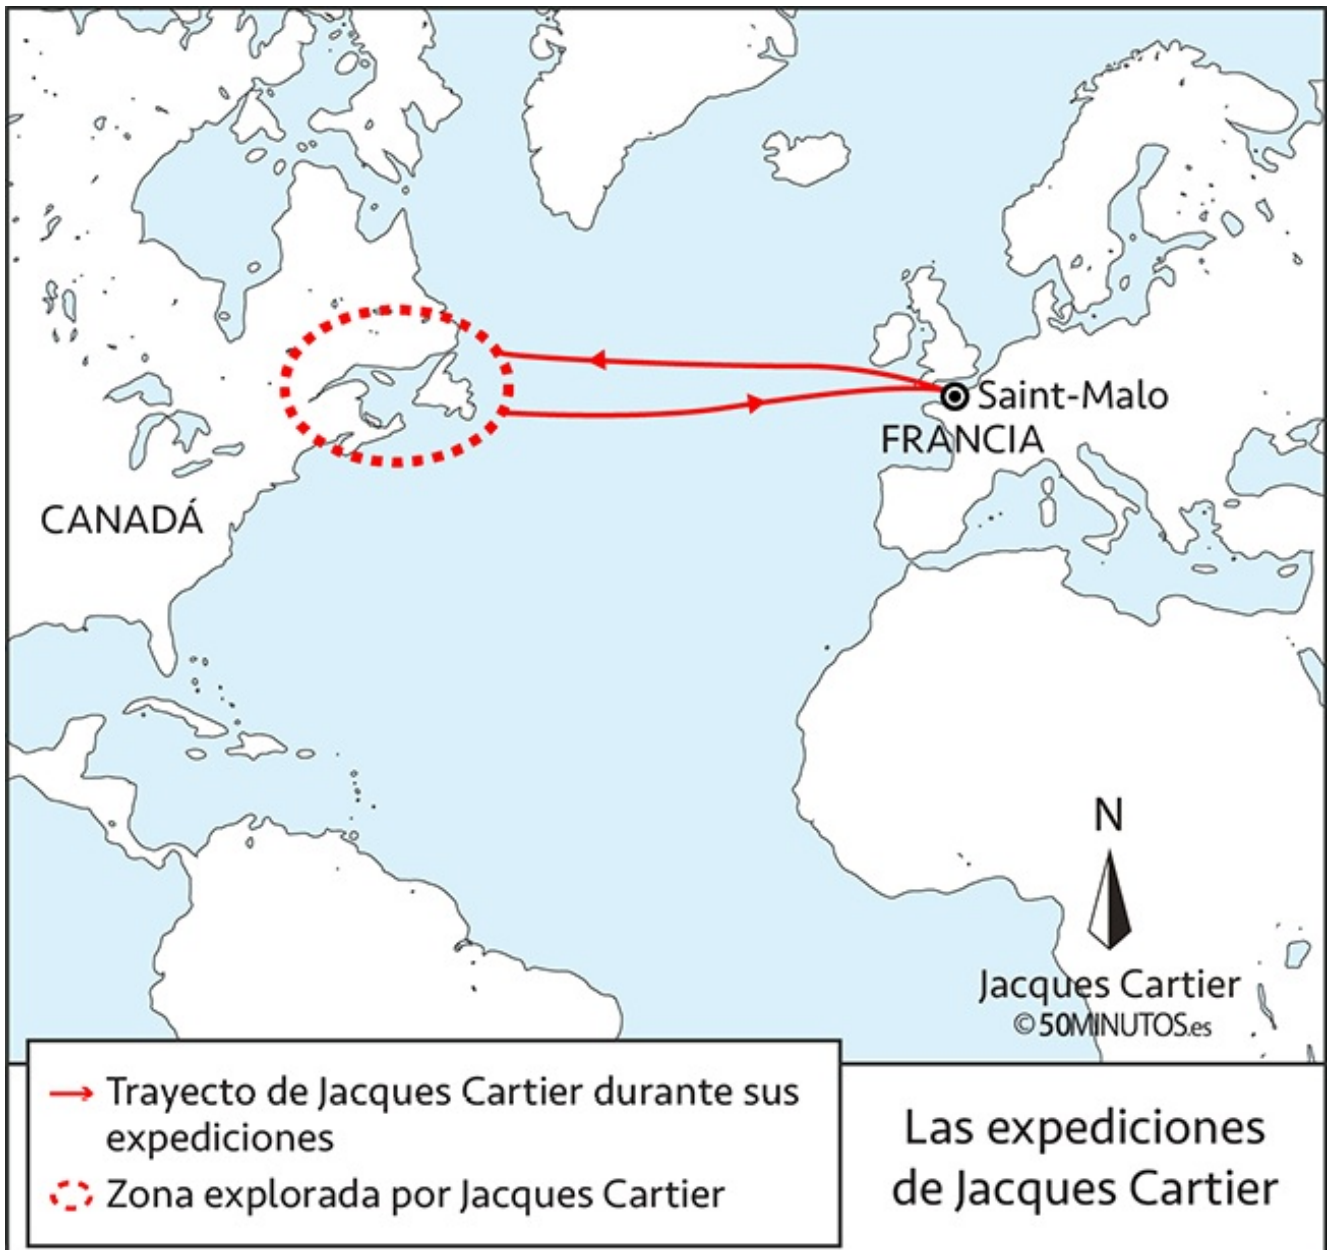 Saint-Malo
FRANCIA
CANADÁ
N
Jacques Cartier
©50MINUTOS.es
Trayecto de Jacques Cartier durante sus
expediciones
Zona explorada por Jacques Cartier
Las expediciones
de Jacques Cartier